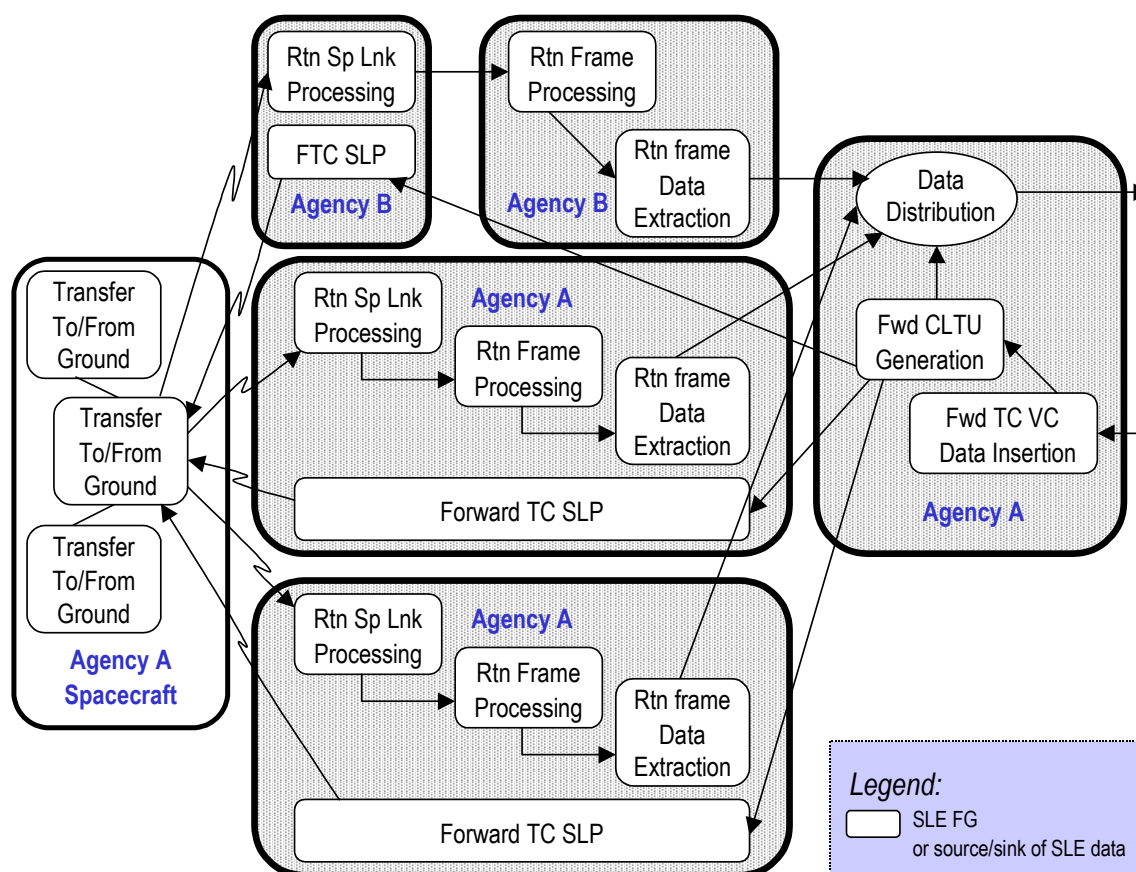 Rtn Sp Lnk
Processing
FTC SLP
Agency B
Rtn Frame
Processing
Rtn frame
Data
Extraction
Agency B
Data
Distribution
Fwd CLTU
Generation
Fwd TC VC
Data Insertion
Agency A
Transfer
To/From
Ground
Transfer
To/From
Ground
Transfer
To/From
Ground
Agency A
Spacecraft
Rtn Sp Lnk
Processing
Agency A
Rtn Frame
Processing
Rtn frame
Data
Extraction
Forward TC SLP
Rtn Sp Lnk
Processing
Agency A
Rtn Frame
Processing
Rtn frame
Data
Extraction
Forward TC SLP
Legend:
SLE FG
or source/sink of SLE data